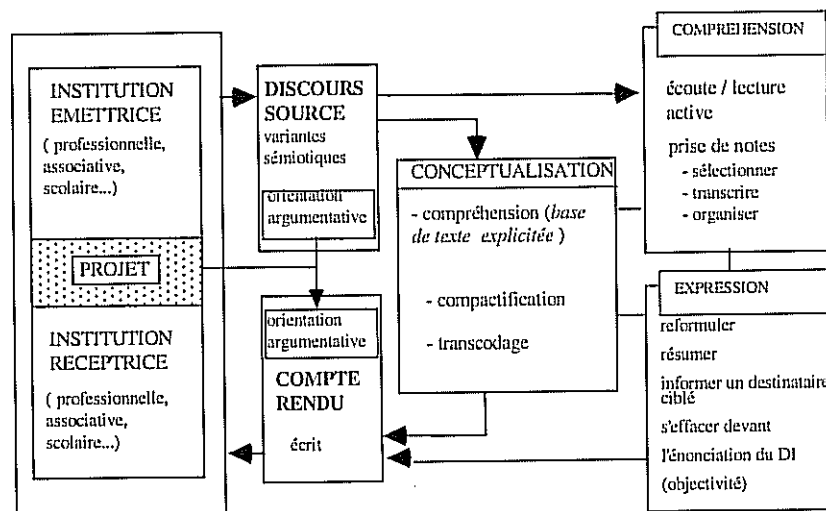 INSTITUTION
EMETTRICE
( professionnelle,
associative,
scolaire...)
PROJET
INSTITUTION
RECEPTRICE
( professionnelle,
associative,
scolaire...)
DISCOURS
SOURCE
variantes
sémiotiques
orientation
argumentative
orientation
argumentative
COMPTE
RENDU
écrit
CONCEPTUALISATION
- compréhension (base
de texte explicitée )
- compactification
- transcodage
COMPREHENSION
écoute / lecture
active
prise de notes
- sélectionner
- transcrire
- organiser
EXPRESSION
reformuler
résumer
informer un destinataire
ciblé
s'effacer devant
l'énonciation du DI
(objectivité)